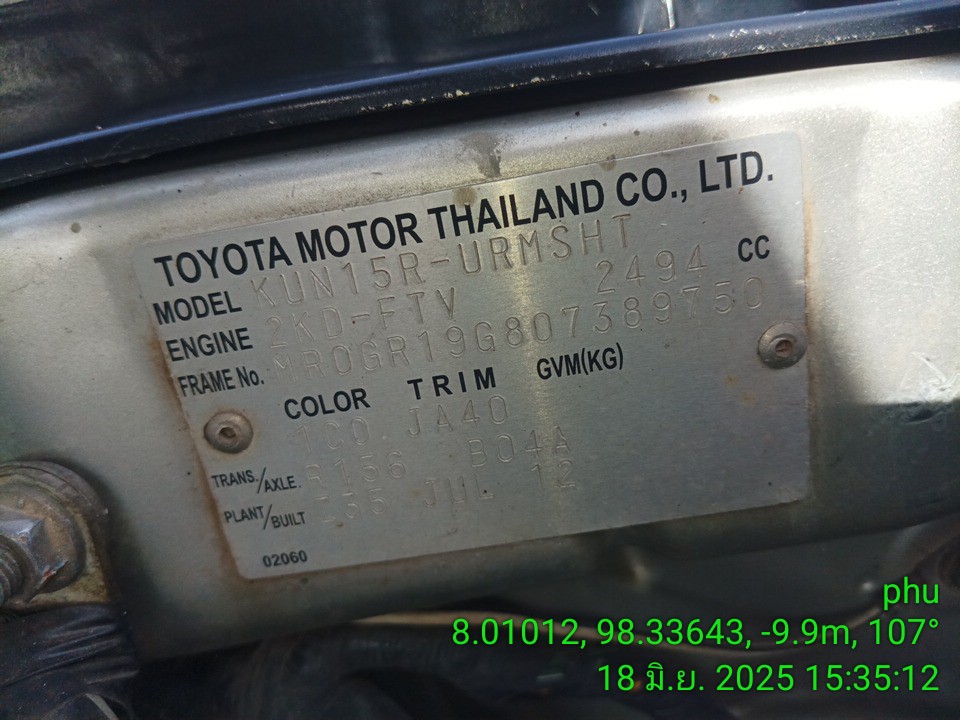 TOYOTA MOTOR THAILAND CO., LTD.
MODEL KUN15R-URMSHT
ENGINE 2KD-FTV 2494 CC
FRAME No. MR0GR19G807389750
COLOR TRIM GVM(KG)
1C0 JA40
TRANS./AXLE. R156 B04A
PLANT/BUILT JUL 12
02060
phu
8.01012, 98.33643, -9.9m, 107°
18 มิ.ย. 2025 15:35:12